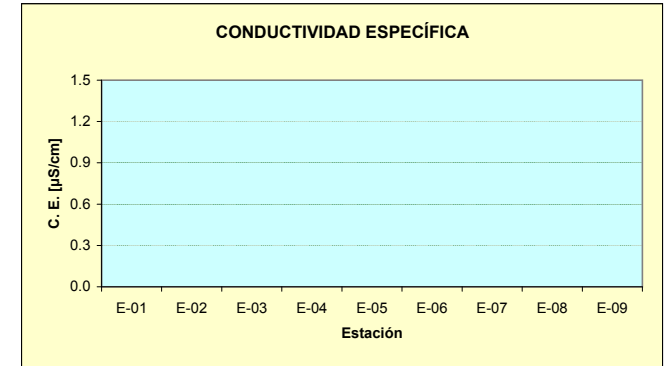 CONDUCTIVIDAD ESPECÍFICA
C. E. [µS/cm]
1.5
1.2
0.9
0.6
0.3
0.0
E-01 E-02 E-03 E-04 E-05 E-06 E-07 E-08 E-09
Estación